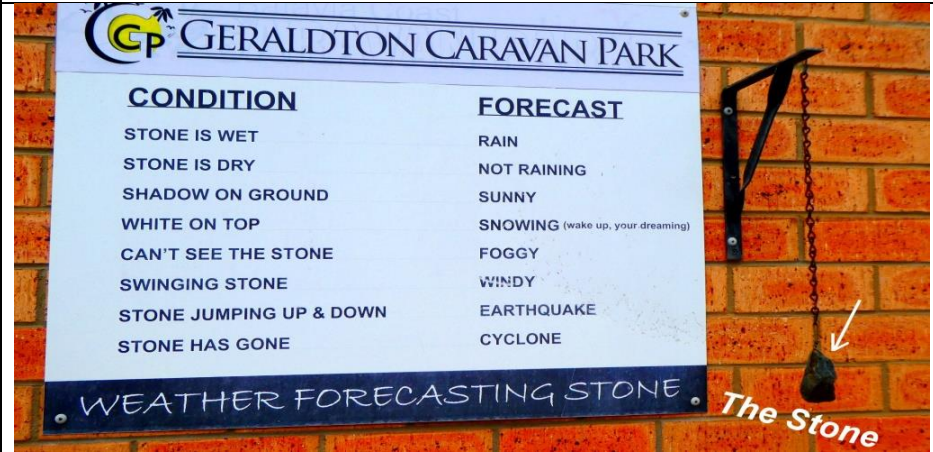 GCP GERALDTON CARAVAN PARK
CONDITION FORECAST
STONE IS WET RAIN
STONE IS DRY NOT RAINING
SHADOW ON GROUND SUNNY
WHITE ON TOP SNOWING (wake up, your dreaming)
CAN'T SEE THE STONE FOGGY
SWINGING STONE WINDY
STONE JUMPING UP & DOWN EARTHQUAKE
STONE HAS GONE CYCLONE
WEATHER FORECASTING STONE
The Stone